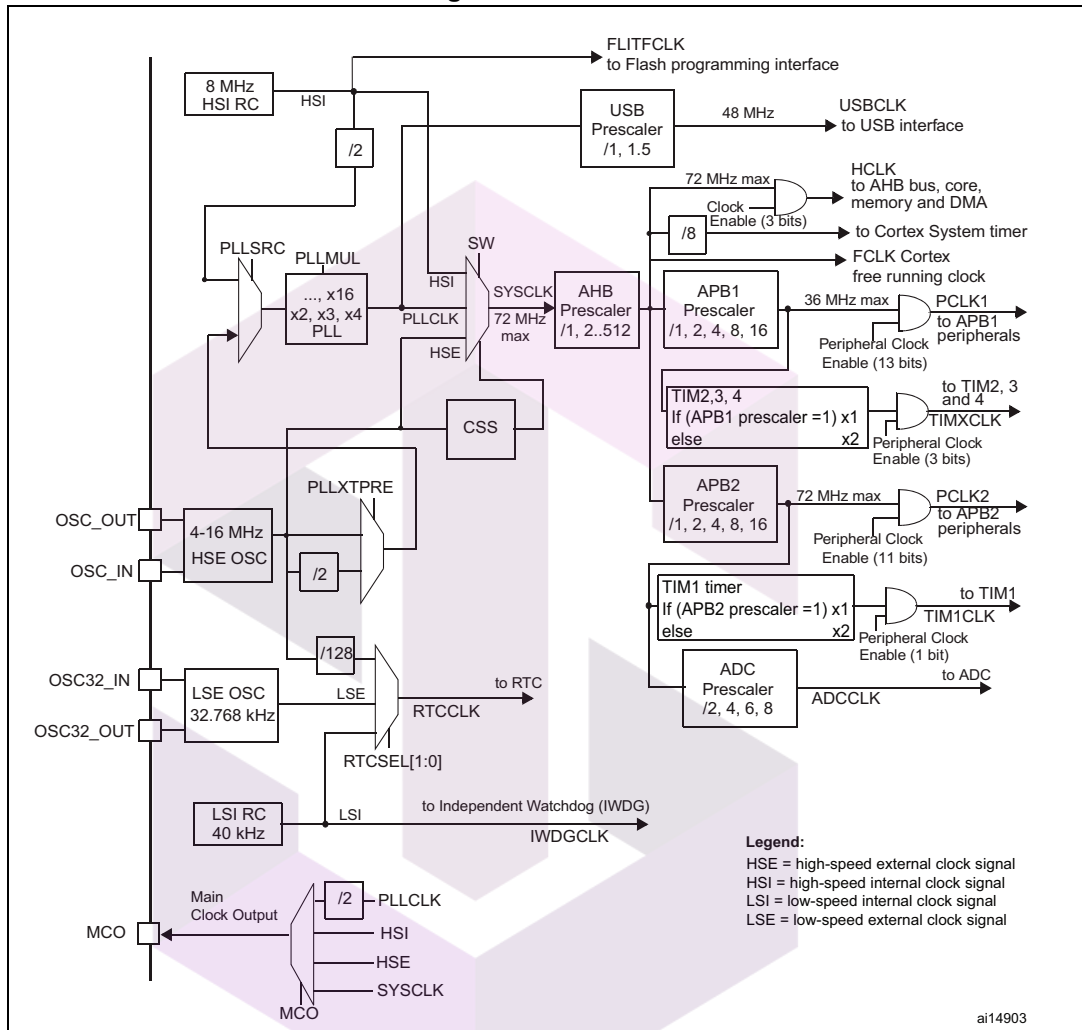 FLITFCLK
to Flash programming interface
8 MHz
HSI RC
HSI
/2
USB
Prescaler
/1, 1.5
48 MHz
USBCLK
to USB interface
72 MHz max
Clock
Enable (3 bits)
HCLK
to AHB bus, core,
memory and DMA
/8
to Cortex System timer
FCLK Cortex
free running clock
PLLSRC
PLLMUL
..., x16
x2, x3, x4
PLL
SW
HSI
PLLCLK
HSE
SYSCLK
72 MHz
max
AHB
Prescaler
/1, 2..512
APB1
Prescaler
/1, 2, 4, 8, 16
36 MHz max
PCLK1
to APB1
peripherals
Peripheral Clock
Enable (13 bits)
TIM2,3, 4
If (APB1 prescaler =1) x1
else x2
to TIM2, 3
and 4
TIMXCLK
Peripheral Clock
Enable (3 bits)
CSS
APB2
Prescaler
/1, 2, 4, 8, 16
72 MHz max
PCLK2
to APB2
peripherals
Peripheral Clock
Enable (11 bits)
PLLXTPRE
OSC_OUT
OSC_IN
4-16 MHz
HSE OSC
/2
TIM1 timer
If (APB2 prescaler =1) x1
else x2
to TIM1
TIM1CLK
Peripheral Clock
Enable (1 bit)
/128
OSC32_IN
OSC32_OUT
LSE OSC
32.768 kHz
LSE
to RTC
RTCCLK
RTCSEL[1:0]
ADC
Prescaler
/2, 4, 6, 8
to ADC
ADCCLK
LSI RC
40 kHz
LSI
to Independent Watchdog (IWDG)
IWDGCLK
Legend:
HSE = high-speed external clock signal
HSI = high-speed internal clock signal
LSI = low-speed internal clock signal
LSE = low-speed external clock signal
Main
Clock Output
MCO
/2
PLLCLK
HSI
HSE
SYSCLK
MCO
ai14903